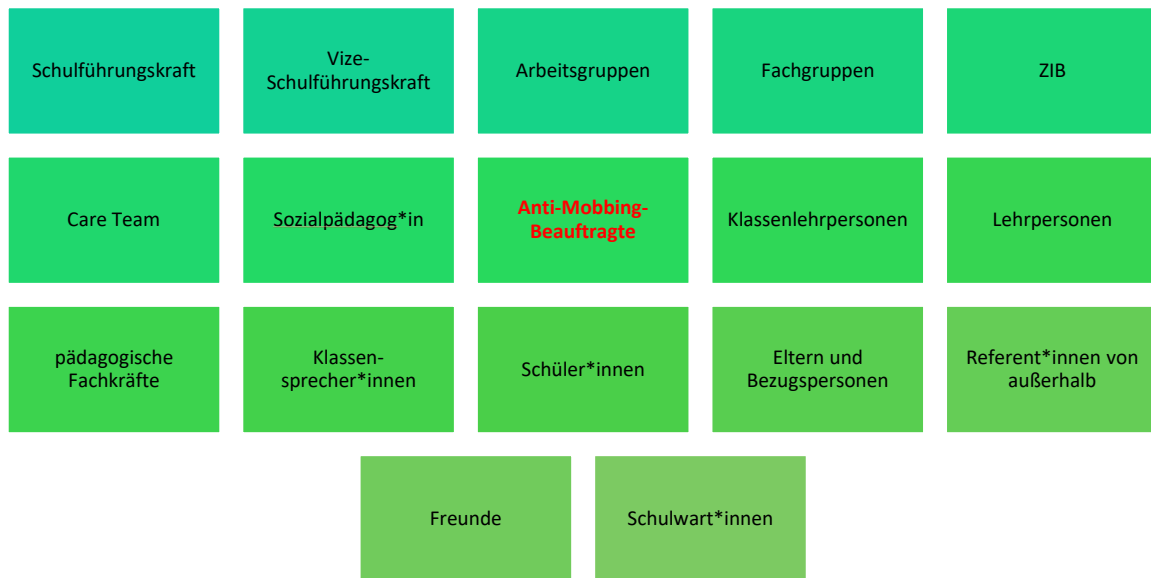 Schulführungskraft
Vize-
Schulführungskraft
Arbeitsgruppen
Fachgruppen
ZIB
Care Team
Sozialpädagog*in
Anti-Mobbing-
Beauftragte
Klassenlehrpersonen
Lehrpersonen
pädagogische
Fachkräfte
Klassen-
sprecher*innen
Schüler*innen
Eltern und
Bezugspersonen
Referent*innen von
außerhalb
Freunde
Schulwart*innen